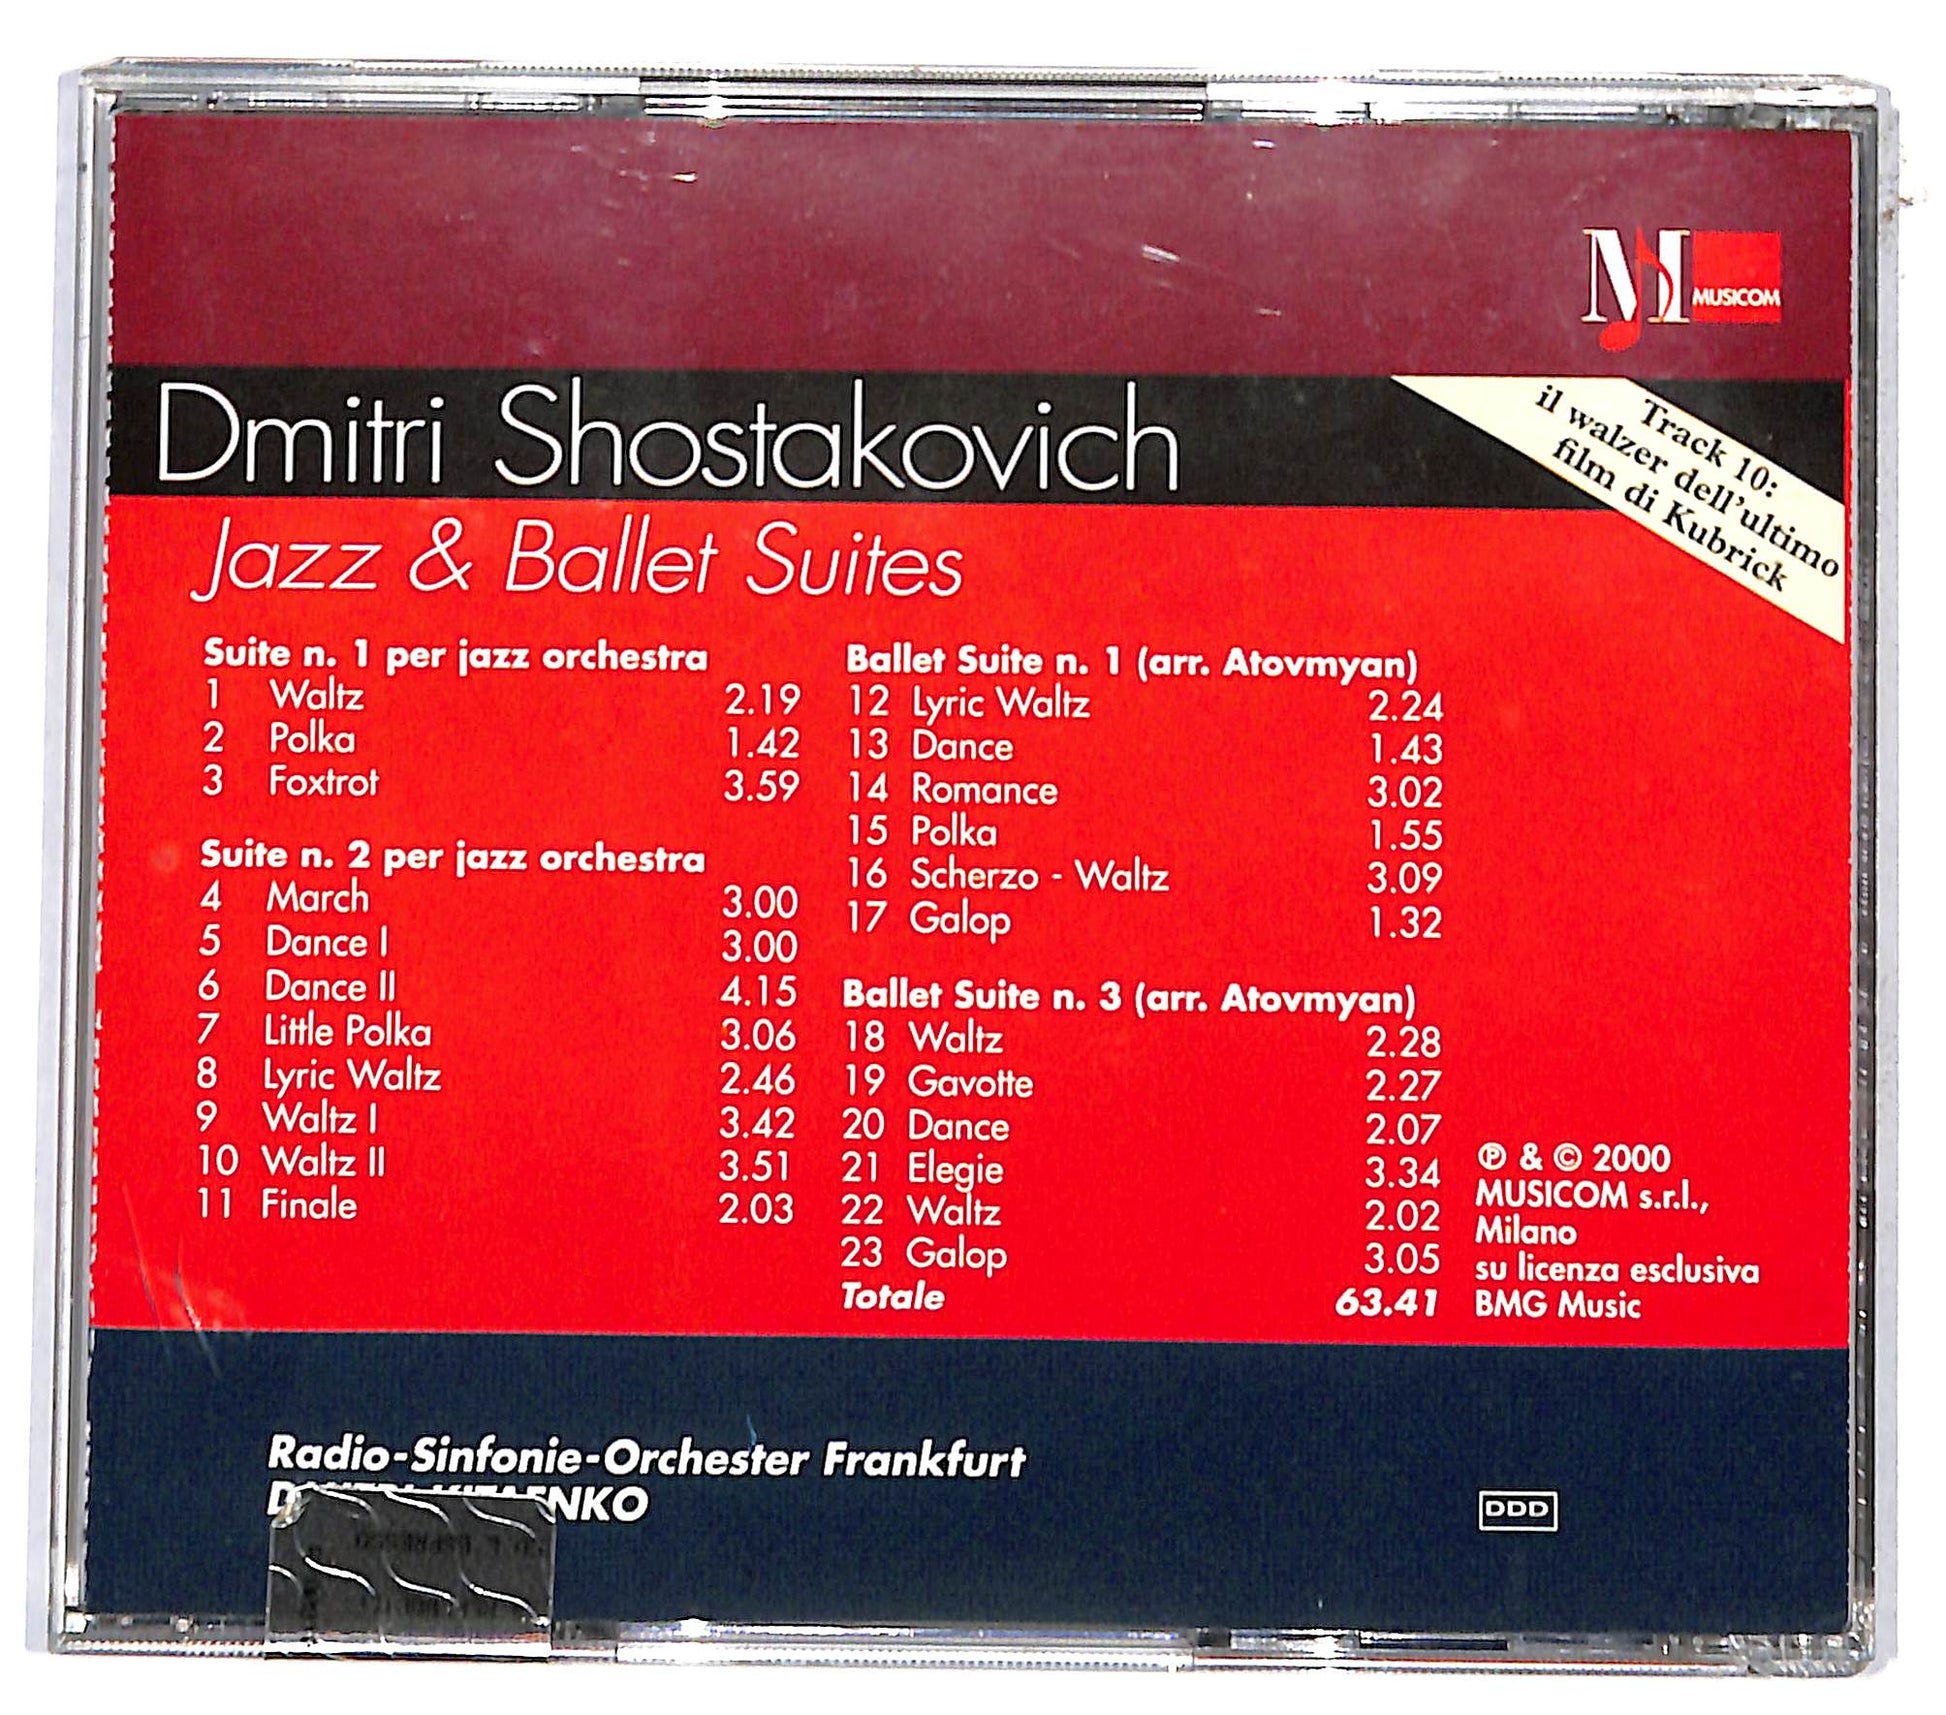 MUSICOM
Dmitri Shostakovich
Track 10:
il walzer dell'ultimo
film di Kubrick
Jazz & Ballet Suites
Suite n. 1 per jazz orchestra
1 Waltz 2.19
2 Polka 1.42
3 Foxtrot 3.59
Suite n. 2 per jazz orchestra
4 March 3.00
5 Dance I 3.00
6 Dance II 4.15
7 Little Polka 3.06
8 Lyric Waltz 2.46
9 Waltz I 3.42
10 Waltz II 3.51
11 Finale 2.03
Ballet Suite n. 1 (arr. Atovmyan)
12 Lyric Waltz 2.24
13 Dance 1.43
14 Romance 3.02
15 Polka 1.55
16 Scherzo - Waltz 3.09
17 Galop 1.32
Ballet Suite n. 3 (arr. Atovmyan)
18 Waltz 2.28
19 Gavotte 2.27
20 Dance 2.07
21 Elegie 3.34
22 Waltz 2.02
23 Galop 3.05
Totale 63.41
℗ & © 2000
MUSICOM s.r.l.,
Milano
su licenza esclusiva
BMG Music
Radio-Sinfonie-Orchester Frankfurt
DDD